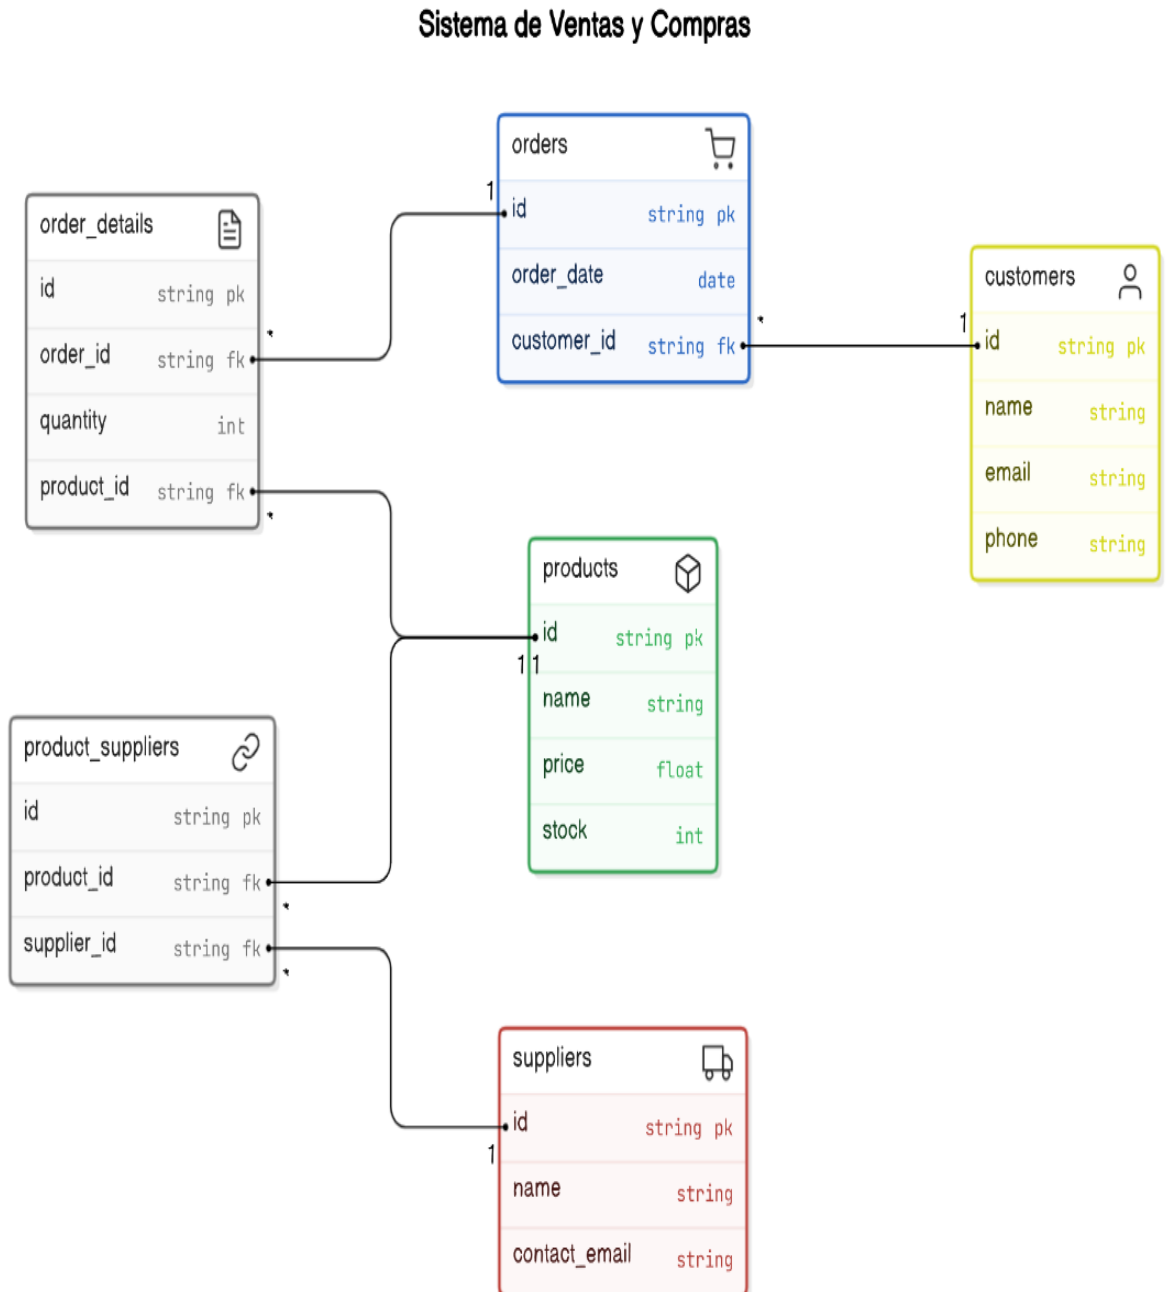 Sistema de Ventas y Compras
orders
1
id string pk
order_date date
customer_id string fk
*
order_details
id string pk
*
order_id string fk
quantity int
product_id string fk
*
customers
1
id string pk
name string
email string
phone string
products
id string pk
1 1
name string
price float
stock int
product_suppliers
id string pk
product_id string fk
*
supplier_id string fk
*
suppliers
id string pk
1
name string
contact_email string